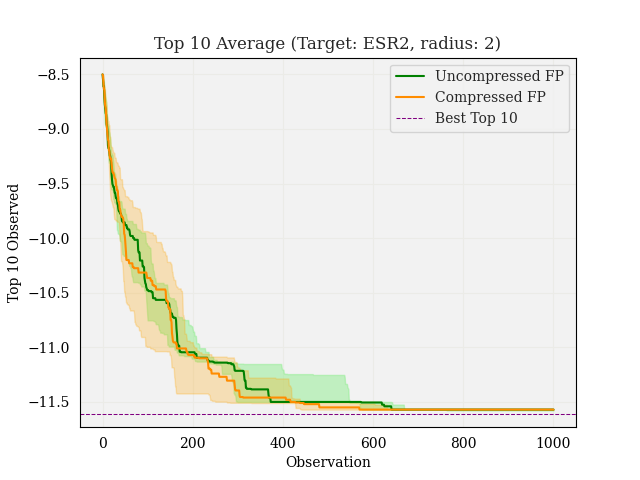 Top 10 Average (Target: ESR2, radius: 2)
Uncompressed FP
Compressed FP
Best Top 10
Top 10 Observed
−8.5
−9.0
−9.5
−10.0
−10.5
−11.0
−11.5
0
200
400
600
800
1000
Observation